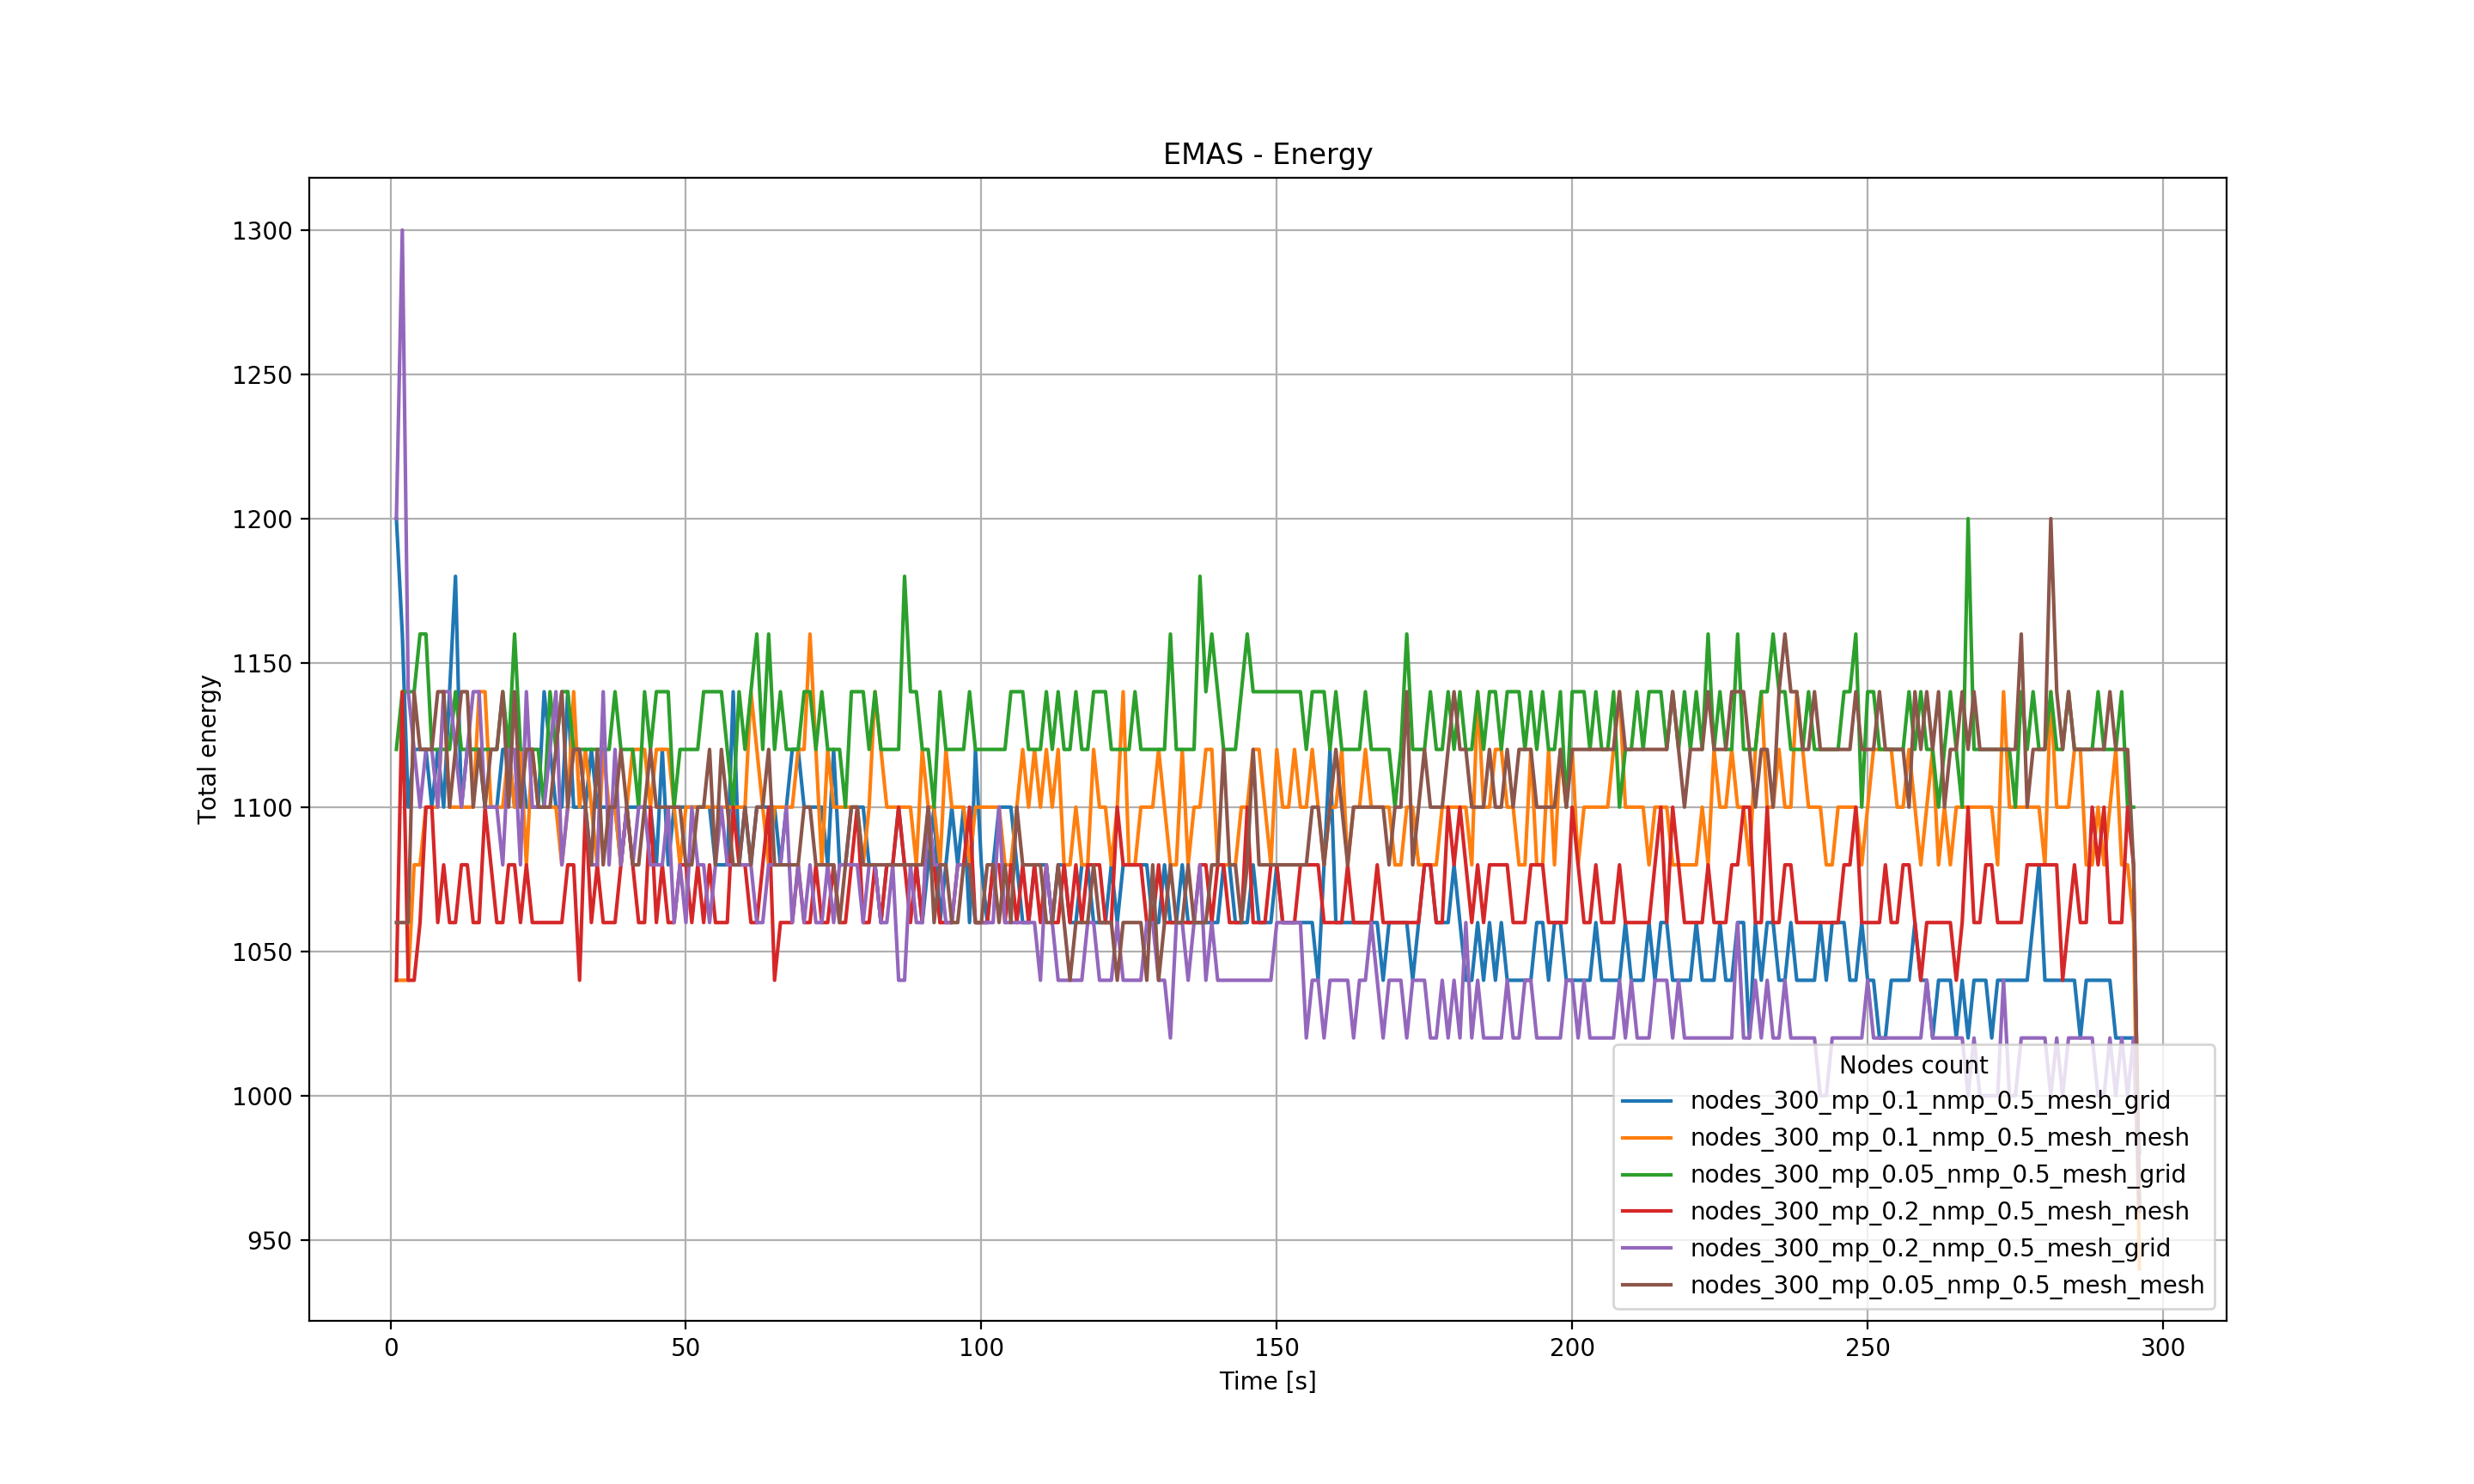 EMAS - Energy
Total energy
1300
1250
1200
1150
1100
1050
1000
950
0 50 100 150 200 250 300
Time [s]
Nodes count
nodes_300_mp_0.1_nmp_0.5_mesh_grid
nodes_300_mp_0.1_nmp_0.5_mesh_mesh
nodes_300_mp_0.05_nmp_0.5_mesh_grid
nodes_300_mp_0.2_nmp_0.5_mesh_mesh
nodes_300_mp_0.2_nmp_0.5_mesh_grid
nodes_300_mp_0.05_nmp_0.5_mesh_mesh